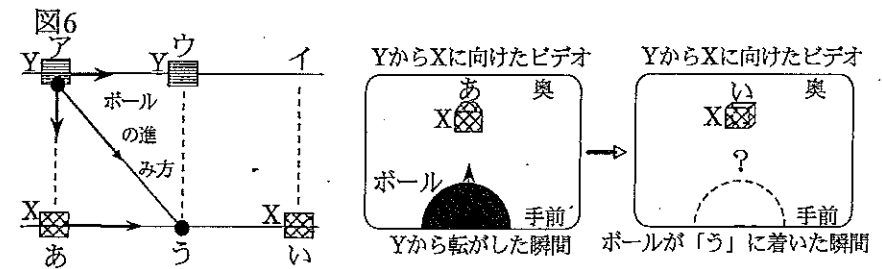 図6
ア
ウ
イ
Y
Y
ボール
の進
み方
X
X
あ
う
い
YからXに向けたビデオ
あ
奥
X
ボール
手前
Yから転がした瞬間
YからXに向けたビデオ
い
奥
X
?
手前
ボールが「う」に着いた瞬間